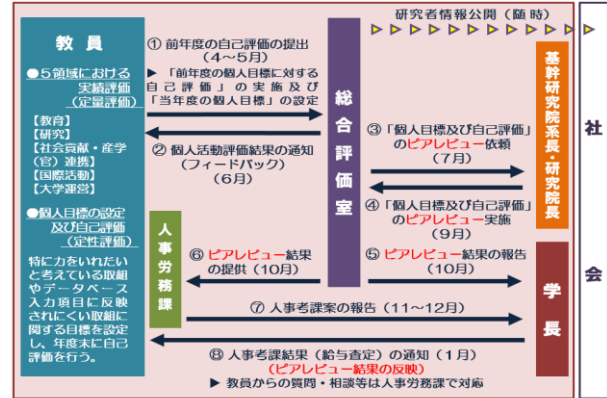 研究者情報公開（随時）
教員
●５領域における
実績評価
（定量評価）
【教育】
【研究】
【社会貢献・産学
（官）連携】
【国際活動】
【大学運営】
●個人目標の設定
及び自己評価
（定性評価）
特に力をいれたい
と考えている取組
やデータベース
入力項目に反映
されにくい取組に
関する目標を設定
し、年度末に自己
評価を行う。
① 前年度の自己評価の提出
（４～５月）
▶ 「前年度の個人目標に対する
自己評価」の実施及び
「当年度の個人目標」の設定
② 個人活動評価結果の通知
（フィードバック）
（６月）
総合評価室
③「個人目標及び自己評価」
のピアレビュー依頼
（７月）
④「個人目標及び自己評価」
のピアレビュー実施
（９月）
基幹研究院系長・研究院長
人事労務課
⑥ ピアレビュー結果
の提供（10月）
⑤ ピアレビュー結果の報告
（10月）
⑦ 人事考課案の報告（11～12月）
学長
⑧ 人事考課結果（給与査定）の通知（１月）
（ピアレビュー結果の反映）
▶ 教員からの質問・相談等は人事労務課で対応
社会